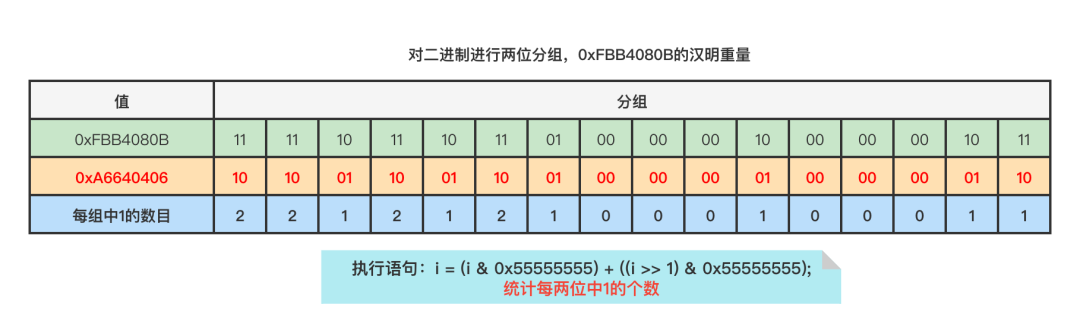 对二进制进行两位分组，0xFBB4080B的汉明重量
值 分组
0xFBB4080B 11 11 10 11 10 11 01 00 00 00 10 00 00 00 10 11
0xA6640406 10 10 01 10 01 10 01 00 00 00 01 00 00 00 01 10
每组中1的数目 2 2 1 2 1 2 1 0 0 0 1 0 0 0 1 1
执行语句：i = (i & 0x55555555) + ((i >> 1) & 0x55555555);
统计每两位中1的个数